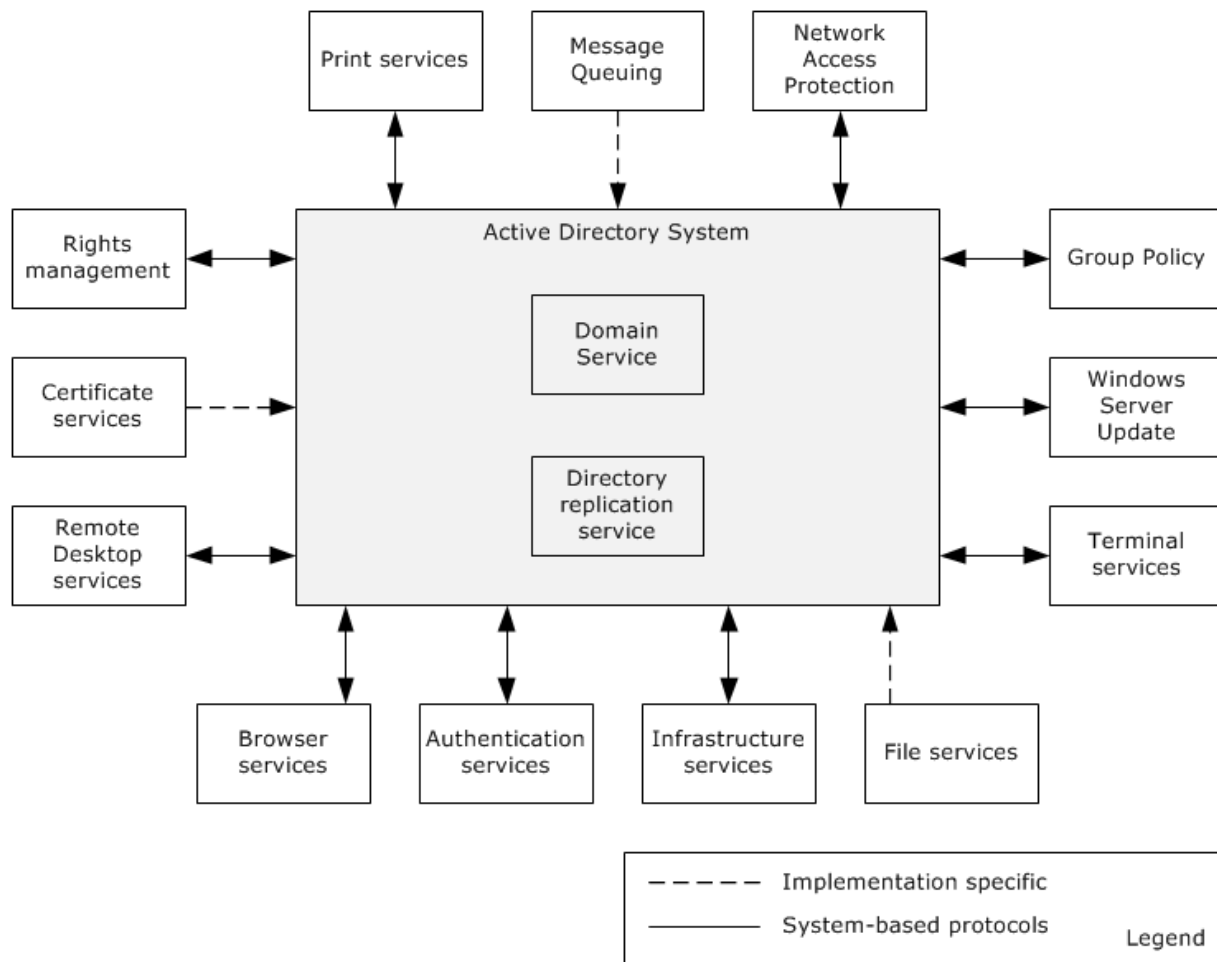 Print services
Message
Queuing
Network
Access
Protection
Rights
management
Active Directory System
Group Policy
Domain
Service
Certificate
services
Windows
Server
Update
Directory
replication
service
Remote
Desktop
services
Terminal
services
Browser
services
Authentication
services
Infrastructure
services
File services
Implementation specific
System-based protocols
Legend